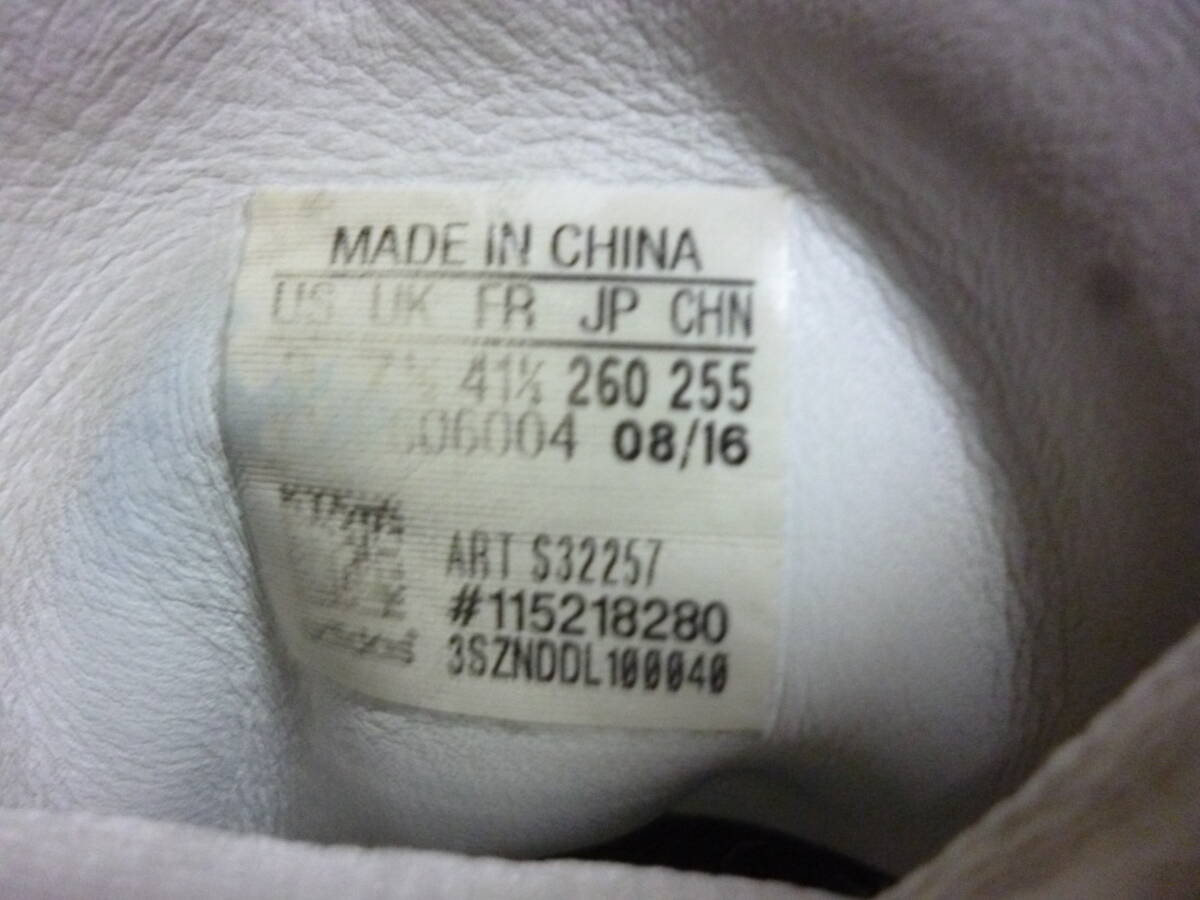 MADE IN CHINA
US UK FR JP CHN
7½ 41⅓ 260 255
06004 08/16
ART S32257
#115218280
3SZNDDL100040
adidas